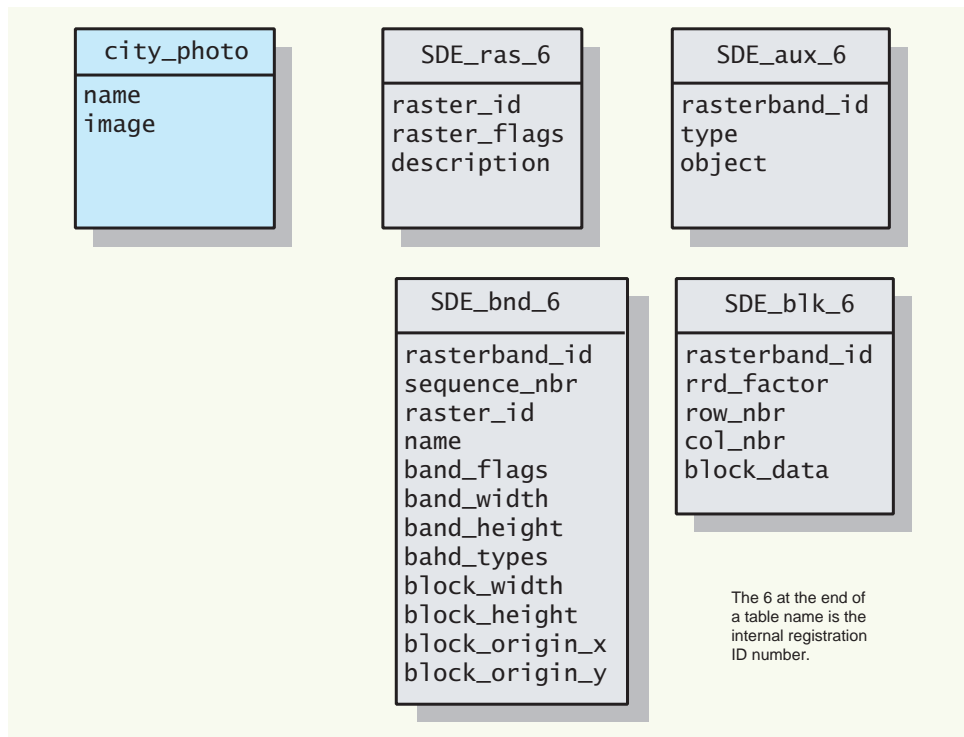 city_photo
name
image
SDE_ras_6
raster_id
raster_flags
description
SDE_aux_6
rasterband_id
type
object
SDE_bnd_6
rasterband_id
sequence_nbr
raster_id
name
band_flags
band_width
band_height
bahd_types
block_width
block_height
block_origin_x
block_origin_y
SDE_blk_6
rasterband_id
rrd_factor
row_nbr
col_nbr
block_data
The 6 at the end of
a table name is the
internal registration
ID number.